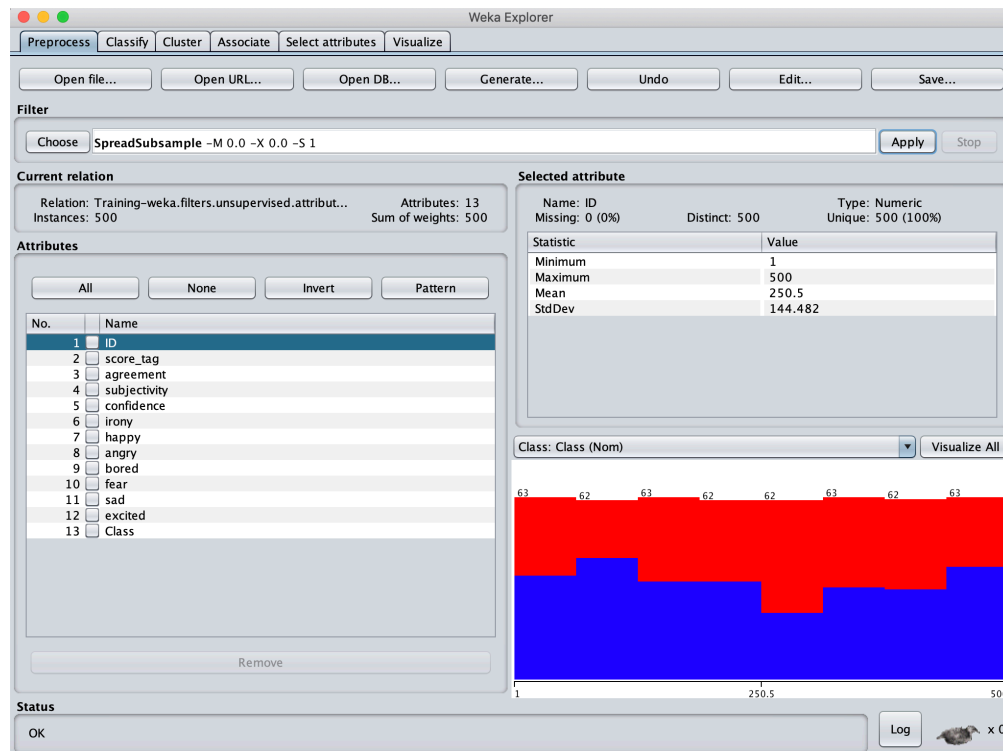 Weka Explorer
Preprocess Classify Cluster Associate Select attributes Visualize
Open file... Open URL... Open DB... Generate... Undo Edit... Save...
Filter
Choose SpreadSubsample -M 0.0 -X 0.0 -S 1 Apply Stop
Current relation
Relation: Training-weka.filters.unsupervised.attribut... Attributes: 13
Instances: 500 Sum of weights: 500
Attributes
All None Invert Pattern
No. Name
1 ID
2 score_tag
3 agreement
4 subjectivity
5 confidence
6 irony
7 happy
8 angry
9 bored
10 fear
11 sad
12 excited
13 Class
Remove
Selected attribute
Name: ID Type: Numeric
Missing: 0 (0%) Distinct: 500 Unique: 500 (100%)
Statistic Value
Minimum 1
Maximum 500
Mean 250.5
StdDev 144.482
Class: Class (Nom) Visualize All
63 62 63 62 62 63 62 63
1 250.5 50
Status
OK Log x 0